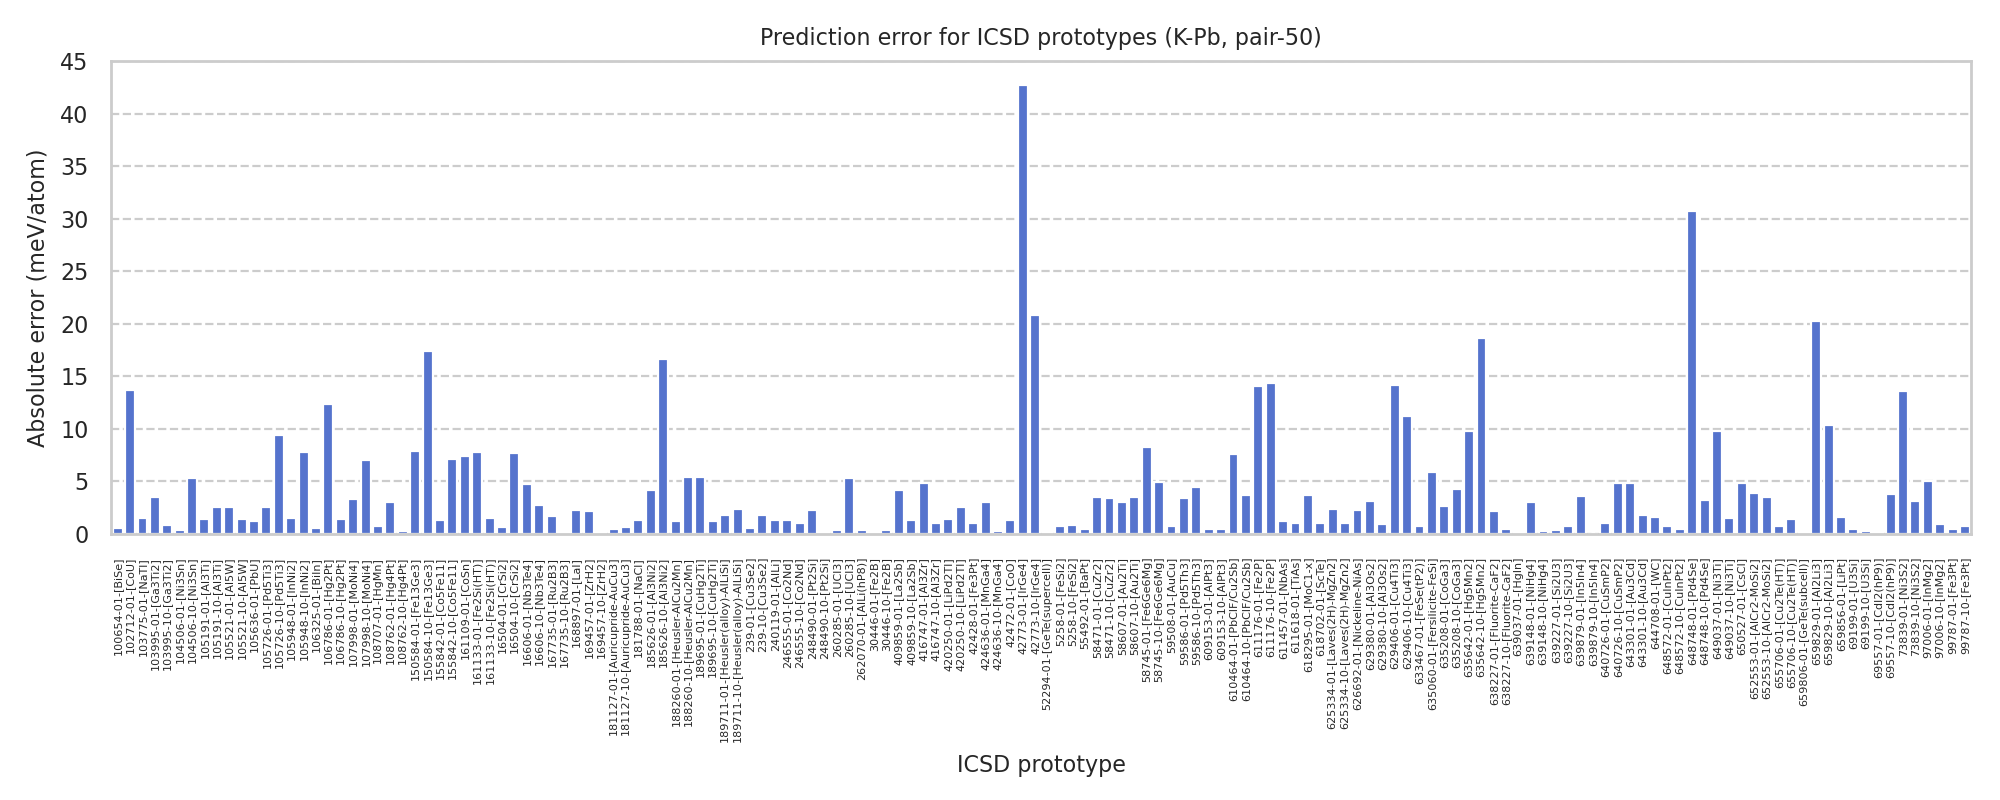 Prediction error for ICSD prototypes (K-Pb, pair-50)
Absolute error (meV/atom)
45
40
35
30
25
20
15
10
5
0
100654-01-[BiSe]
102712-01-[CoU]
103775-01-[NaTl]
103995-01-[Ga3Ti2]
103995-10-[Ga3Ti2]
104506-01-[Ni3Sn]
104506-10-[Ni3Sn]
105191-01-[Al3Ti]
105191-10-[Al3Ti]
105521-01-[Al5W]
105521-10-[Al5W]
105636-01-[PbU]
105726-01-[Pd5Ti3]
105726-10-[Pd5Ti3]
105948-01-[InNi2]
105948-10-[InNi2]
106325-01-[BiIn]
106786-01-[Hg2Pt]
106786-10-[Hg2Pt]
107998-01-[MoNi4]
107998-10-[MoNi4]
108707-01-[HgMn]
108762-01-[Hg4Pt]
108762-10-[Hg4Pt]
150584-01-[Fe13Ge3]
150584-10-[Fe13Ge3]
155842-01-[Co5Fe11]
155842-10-[Co5Fe11]
161109-01-[CoSn]
161133-01-[Fe2Si(HT)]
161133-10-[Fe2Si(HT)]
16504-01-[CrSi2]
16504-10-[CrSi2]
16606-01-[Nb3Te4]
16606-10-[Nb3Te4]
167735-01-[Ru2B3]
167735-10-[Ru2B3]
168897-01-[LaI]
169457-01-[ZrH2]
169457-10-[ZrH2]
181127-01-[Auricupride-AuCu3]
181127-10-[Auricupride-AuCu3]
181788-01-[NaCl]
185626-01-[Al3Ni2]
185626-10-[Al3Ni2]
188260-01-[Heusler-AlCu2Mn]
188260-10-[Heusler-AlCu2Mn]
189695-01-[CuHg2Ti]
189695-10-[CuHg2Ti]
189711-01-[Heusler(alloy)-AlLiSi]
189711-10-[Heusler(alloy)-AlLiSi]
239-01-[Cu3Se2]
239-10-[Cu3Se2]
240119-01-[AlLi]
246555-01-[Co2Nd]
246555-10-[Co2Nd]
248490-01-[Pt2Si]
248490-10-[Pt2Si]
260285-01-[UCl3]
260285-10-[UCl3]
262070-01-[AlLi(hP8)]
30446-01-[Fe2B]
30446-10-[Fe2B]
409859-01-[La2Sb]
409859-10-[La2Sb]
416747-01-[Al3Zr]
416747-10-[Al3Zr]
420250-01-[LiPd2Tl]
420250-10-[LiPd2Tl]
42428-01-[Fe3Pt]
424636-01-[MnGa4]
424636-10-[MnGa4]
42472-01-[CoO]
42773-01-[IrGe4]
42773-10-[IrGe4]
52294-01-[GeTe(supercell)]
5258-01-[FeSi2]
5258-10-[FeSi2]
55492-01-[BaPt]
58471-01-[CuZr2]
58471-10-[CuZr2]
58607-01-[Au2Ti]
58607-10-[Au2Ti]
58745-01-[Fe6Ge6Mg]
58745-10-[Fe6Ge6Mg]
59508-01-[AuCu]
59586-01-[Pd5Th3]
59586-10-[Pd5Th3]
609153-01-[AlPt3]
609153-10-[AlPt3]
610464-01-[PbClF/Cu2Sb]
610464-10-[PbClF/Cu2Sb]
611176-01-[Fe2P]
611176-10-[Fe2P]
611457-01-[NbAs]
611618-01-[TiAs]
618295-01-[MoC1-x]
618702-01-[ScTe]
625334-01-[Laves(2H)-MgZn2]
625334-10-[Laves(2H)-MgZn2]
626692-01-[Nickeline-NiAs]
629380-01-[Al3Os2]
629380-10-[Al3Os2]
629406-01-[Cu4Ti3]
629406-10-[Cu4Ti3]
633467-01-[FeSe(tP2)]
635060-01-[Fersilicite-FeSi]
635208-01-[CoGa3]
635208-10-[CoGa3]
635642-01-[Hg5Mn2]
635642-10-[Hg5Mn2]
638227-01-[Fluorite-CaF2]
638227-10-[Fluorite-CaF2]
639037-01-[HgIn]
639148-01-[NiHg4]
639148-10-[NiHg4]
639227-01-[Si2U3]
639227-10-[Si2U3]
639879-01-[In5In4]
639879-10-[In5In4]
640726-01-[CuSmP2]
640726-10-[CuSmP2]
643301-01-[Au3Cd]
643301-10-[Au3Cd]
644708-01-[WC]
648572-01-[CuInPt2]
648572-10-[CuInPt2]
648748-01-[Pd4Se]
648748-10-[Pd4Se]
649037-01-[Ni3Ti]
649037-10-[Ni3Ti]
650527-01-[CsCl]
652553-01-[AlCr2-MoSi2]
652553-10-[AlCr2-MoSi2]
655706-01-[Cu2Te(HT)]
655706-10-[Cu2Te(HT)]
659806-01-[GeTe(subcell)]
659829-01-[Al2Li3]
659829-10-[Al2Li3]
659856-01-[LiPt]
69199-01-[U3Si]
69199-10-[U3Si]
69557-01-[CdI2(hP9)]
69557-10-[CdI2(hP9)]
73839-01-[Ni3S2]
73839-10-[Ni3S2]
97006-01-[InMg2]
97006-10-[InMg2]
99787-01-[Fe3Pt]
99787-10-[Fe3Pt]
ICSD prototype